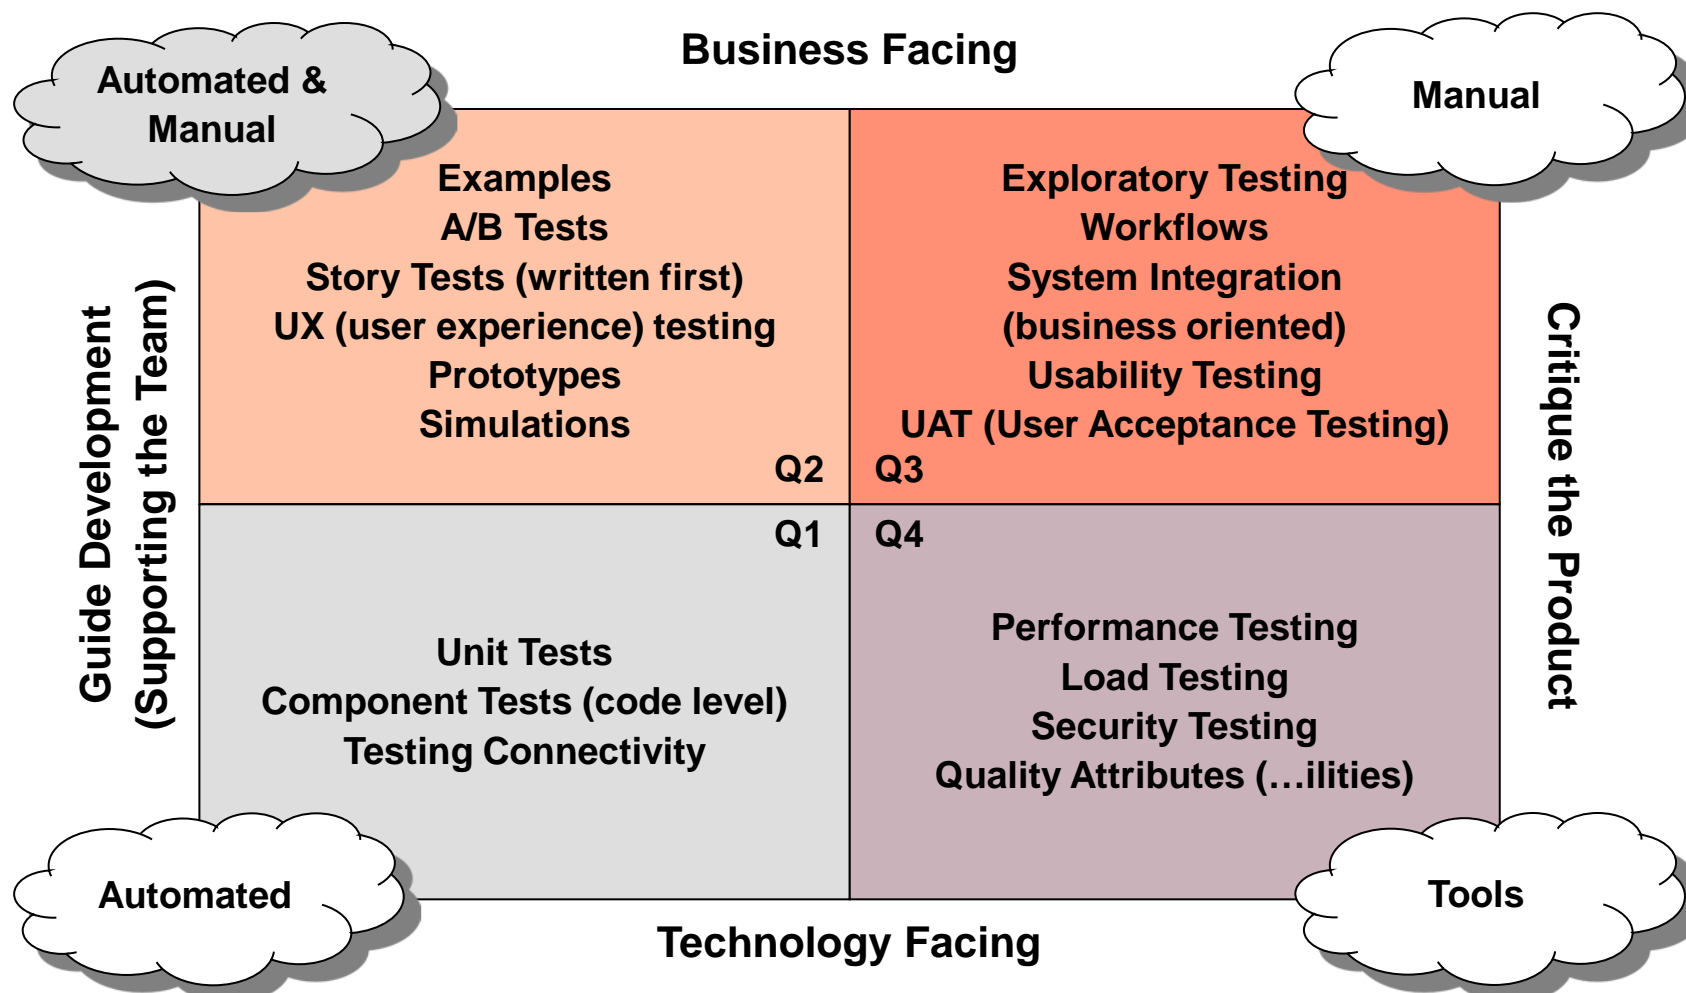 Business Facing
Automated &
Manual
Manual
Examples
A/B Tests
Story Tests (written first)
UX (user experience) testing
Prototypes
Simulations
Q2
Exploratory Testing
Workflows
System Integration
(business oriented)
Usability Testing
UAT (User Acceptance Testing)
Q3
Guide Development
(Supporting the Team)
Critique the Product
Q1
Unit Tests
Component Tests (code level)
Testing Connectivity
Q4
Performance Testing
Load Testing
Security Testing
Quality Attributes (…ilities)
Automated
Tools
Technology Facing